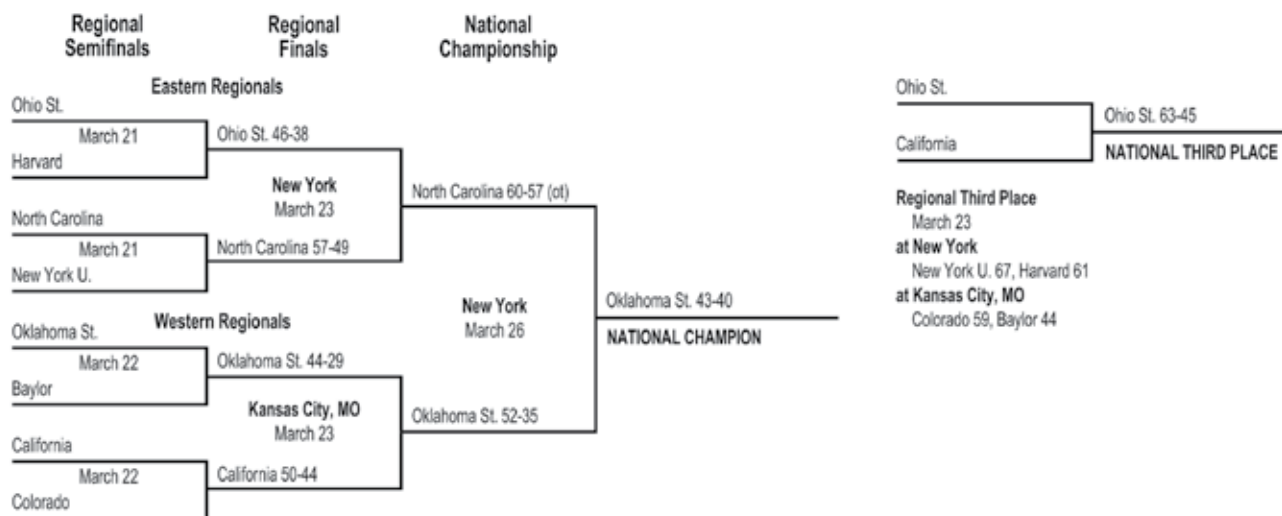 Regional
Semifinals
Regional
Finals
National
Championship
Eastern Regionals
Ohio St.
March 21
Harvard
Ohio St. 46-38
North Carolina
March 21
New York U.
North Carolina 57-49
New York
March 23
North Carolina 60-57 (ot)
Western Regionals
Oklahoma St.
March 22
Baylor
Oklahoma St. 44-29
California
March 22
Colorado
California 50-44
Kansas City, MO
March 23
Oklahoma St. 52-35
New York
March 26
Oklahoma St. 43-40
NATIONAL CHAMPION
Ohio St.
California
Ohio St. 63-45
NATIONAL THIRD PLACE
Regional Third Place
March 23
at New York
New York U. 67, Harvard 61
at Kansas City, MO
Colorado 59, Baylor 44